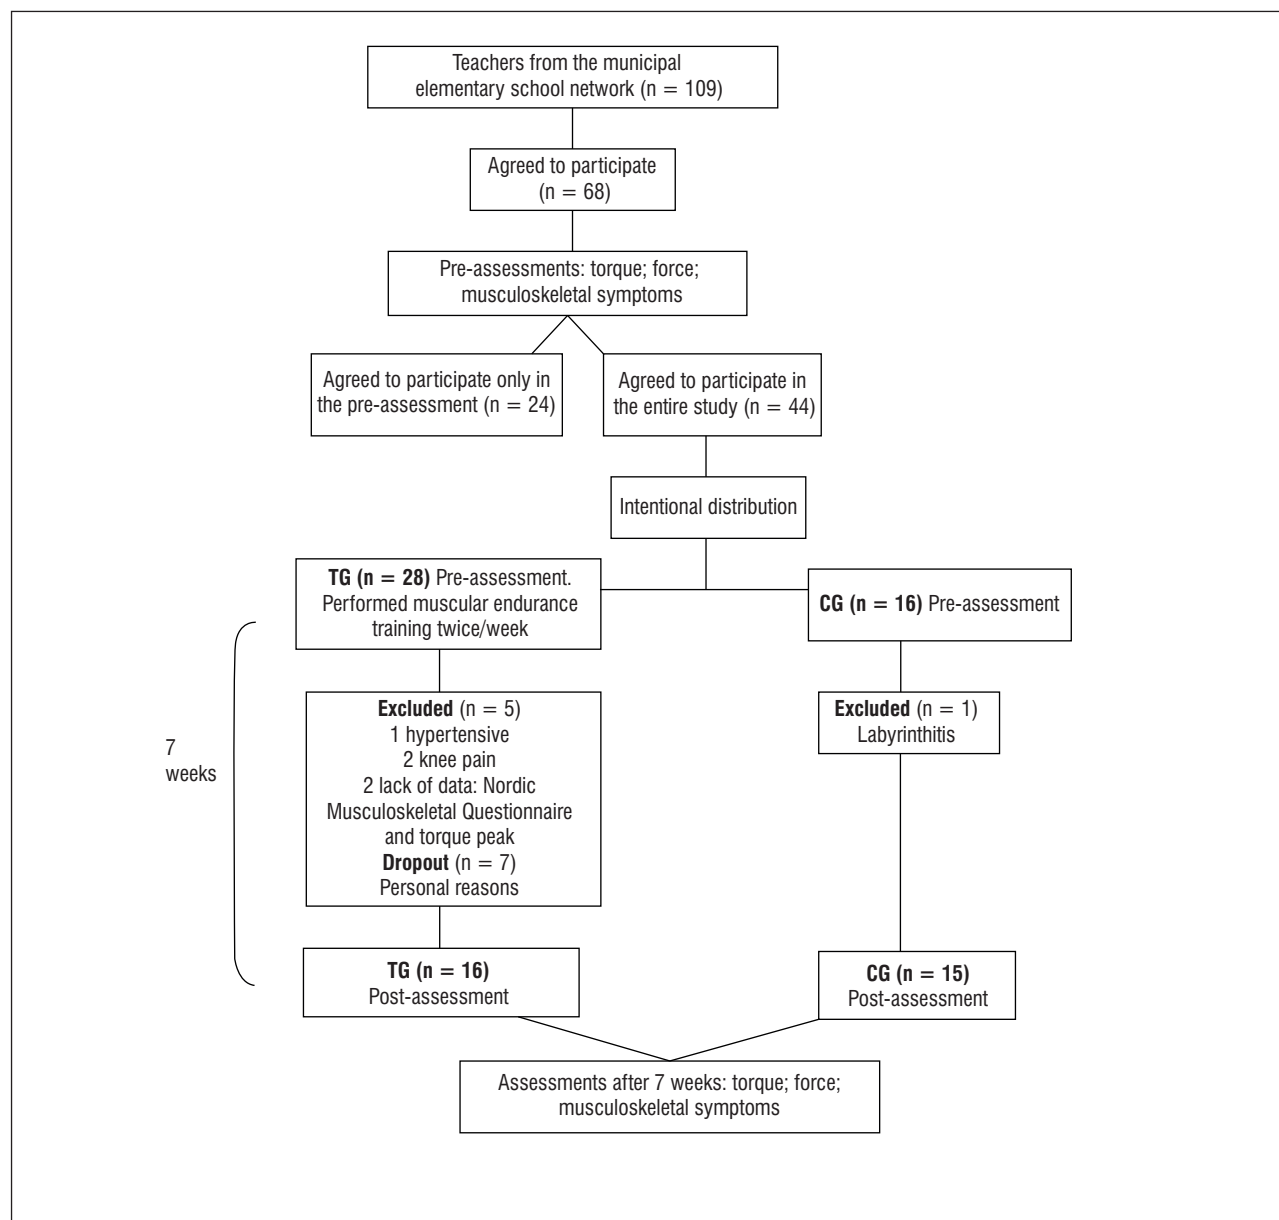 Teachers from the municipal
elementary school network (n = 109)
Agreed to participate
(n = 68)
Pre-assessments: torque; force;
musculoskeletal symptoms
Agreed to participate only in
the pre-assessment (n = 24)
Agreed to participate in
the entire study (n = 44)
Intentional distribution
TG (n = 28) Pre-assessment.
Performed muscular endurance
training twice/week
CG (n = 16) Pre-assessment
7
weeks
Excluded (n = 5)
1 hypertensive
2 knee pain
2 lack of data: Nordic
Musculoskeletal Questionnaire
and torque peak
Dropout (n = 7)
Personal reasons
Excluded (n = 1)
Labyrinthitis
TG (n = 16)
Post-assessment
CG (n = 15)
Post-assessment
Assessments after 7 weeks: torque; force;
musculoskeletal symptoms